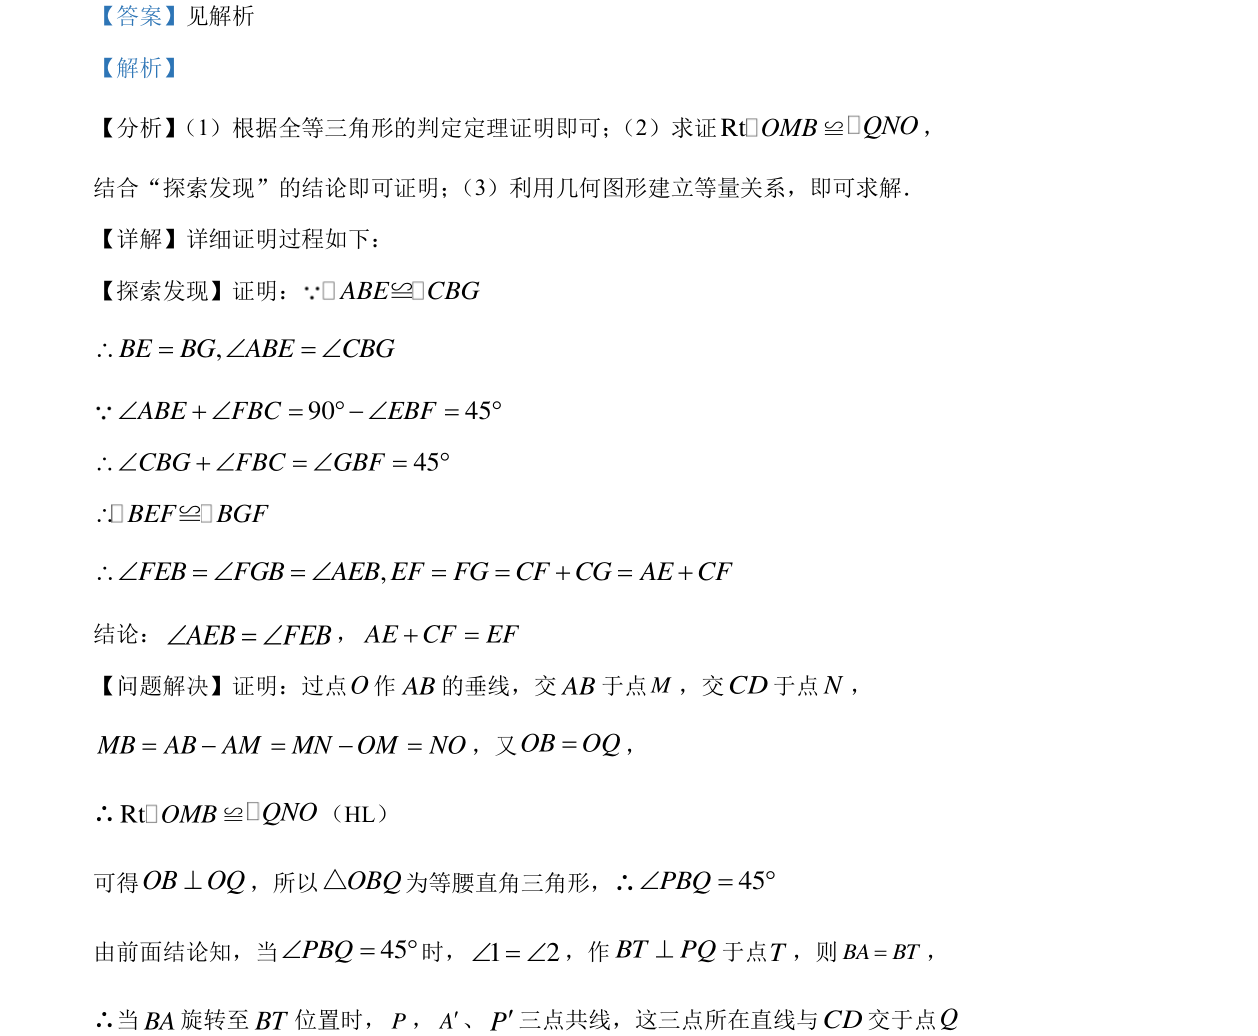 【答案】见解析
【解析】
【分析】（1）根据全等三角形的判定定理证明即可；（2）求证Rt□OMB≌□QNO，
结合“探索发现”的结论即可证明；（3）利用几何图形建立等量关系，即可求解．
【详解】详细证明过程如下：
【探索发现】证明：∵□ABE≌□CBG
∴BE = BG,∠ABE = ∠CBG
∵∠ABE + ∠FBC = 90° − ∠EBF = 45°
∴∠CBG + ∠FBC = ∠GBF = 45°
∴□BEF≌□BGF
∴∠FEB = ∠FGB = ∠AEB, EF = FG = CF + CG = AE + CF
结论：∠AEB = ∠FEB，AE + CF = EF
【问题解决】证明：过点O作AB的垂线，交AB于点M，交CD于点N，
MB = AB − AM = MN − OM = NO，又OB = OQ，
∴Rt□OMB≌□QNO（HL）
可得OB⊥OQ，所以△OBQ为等腰直角三角形，∴∠PBQ = 45°
由前面结论知，当∠PBQ = 45°时，∠1 = ∠2，作BT⊥PQ于点T，则BA = BT，
∴当BA旋转至BT位置时，P，A′、P′三点共线，这三点所在直线与CD交于点Q